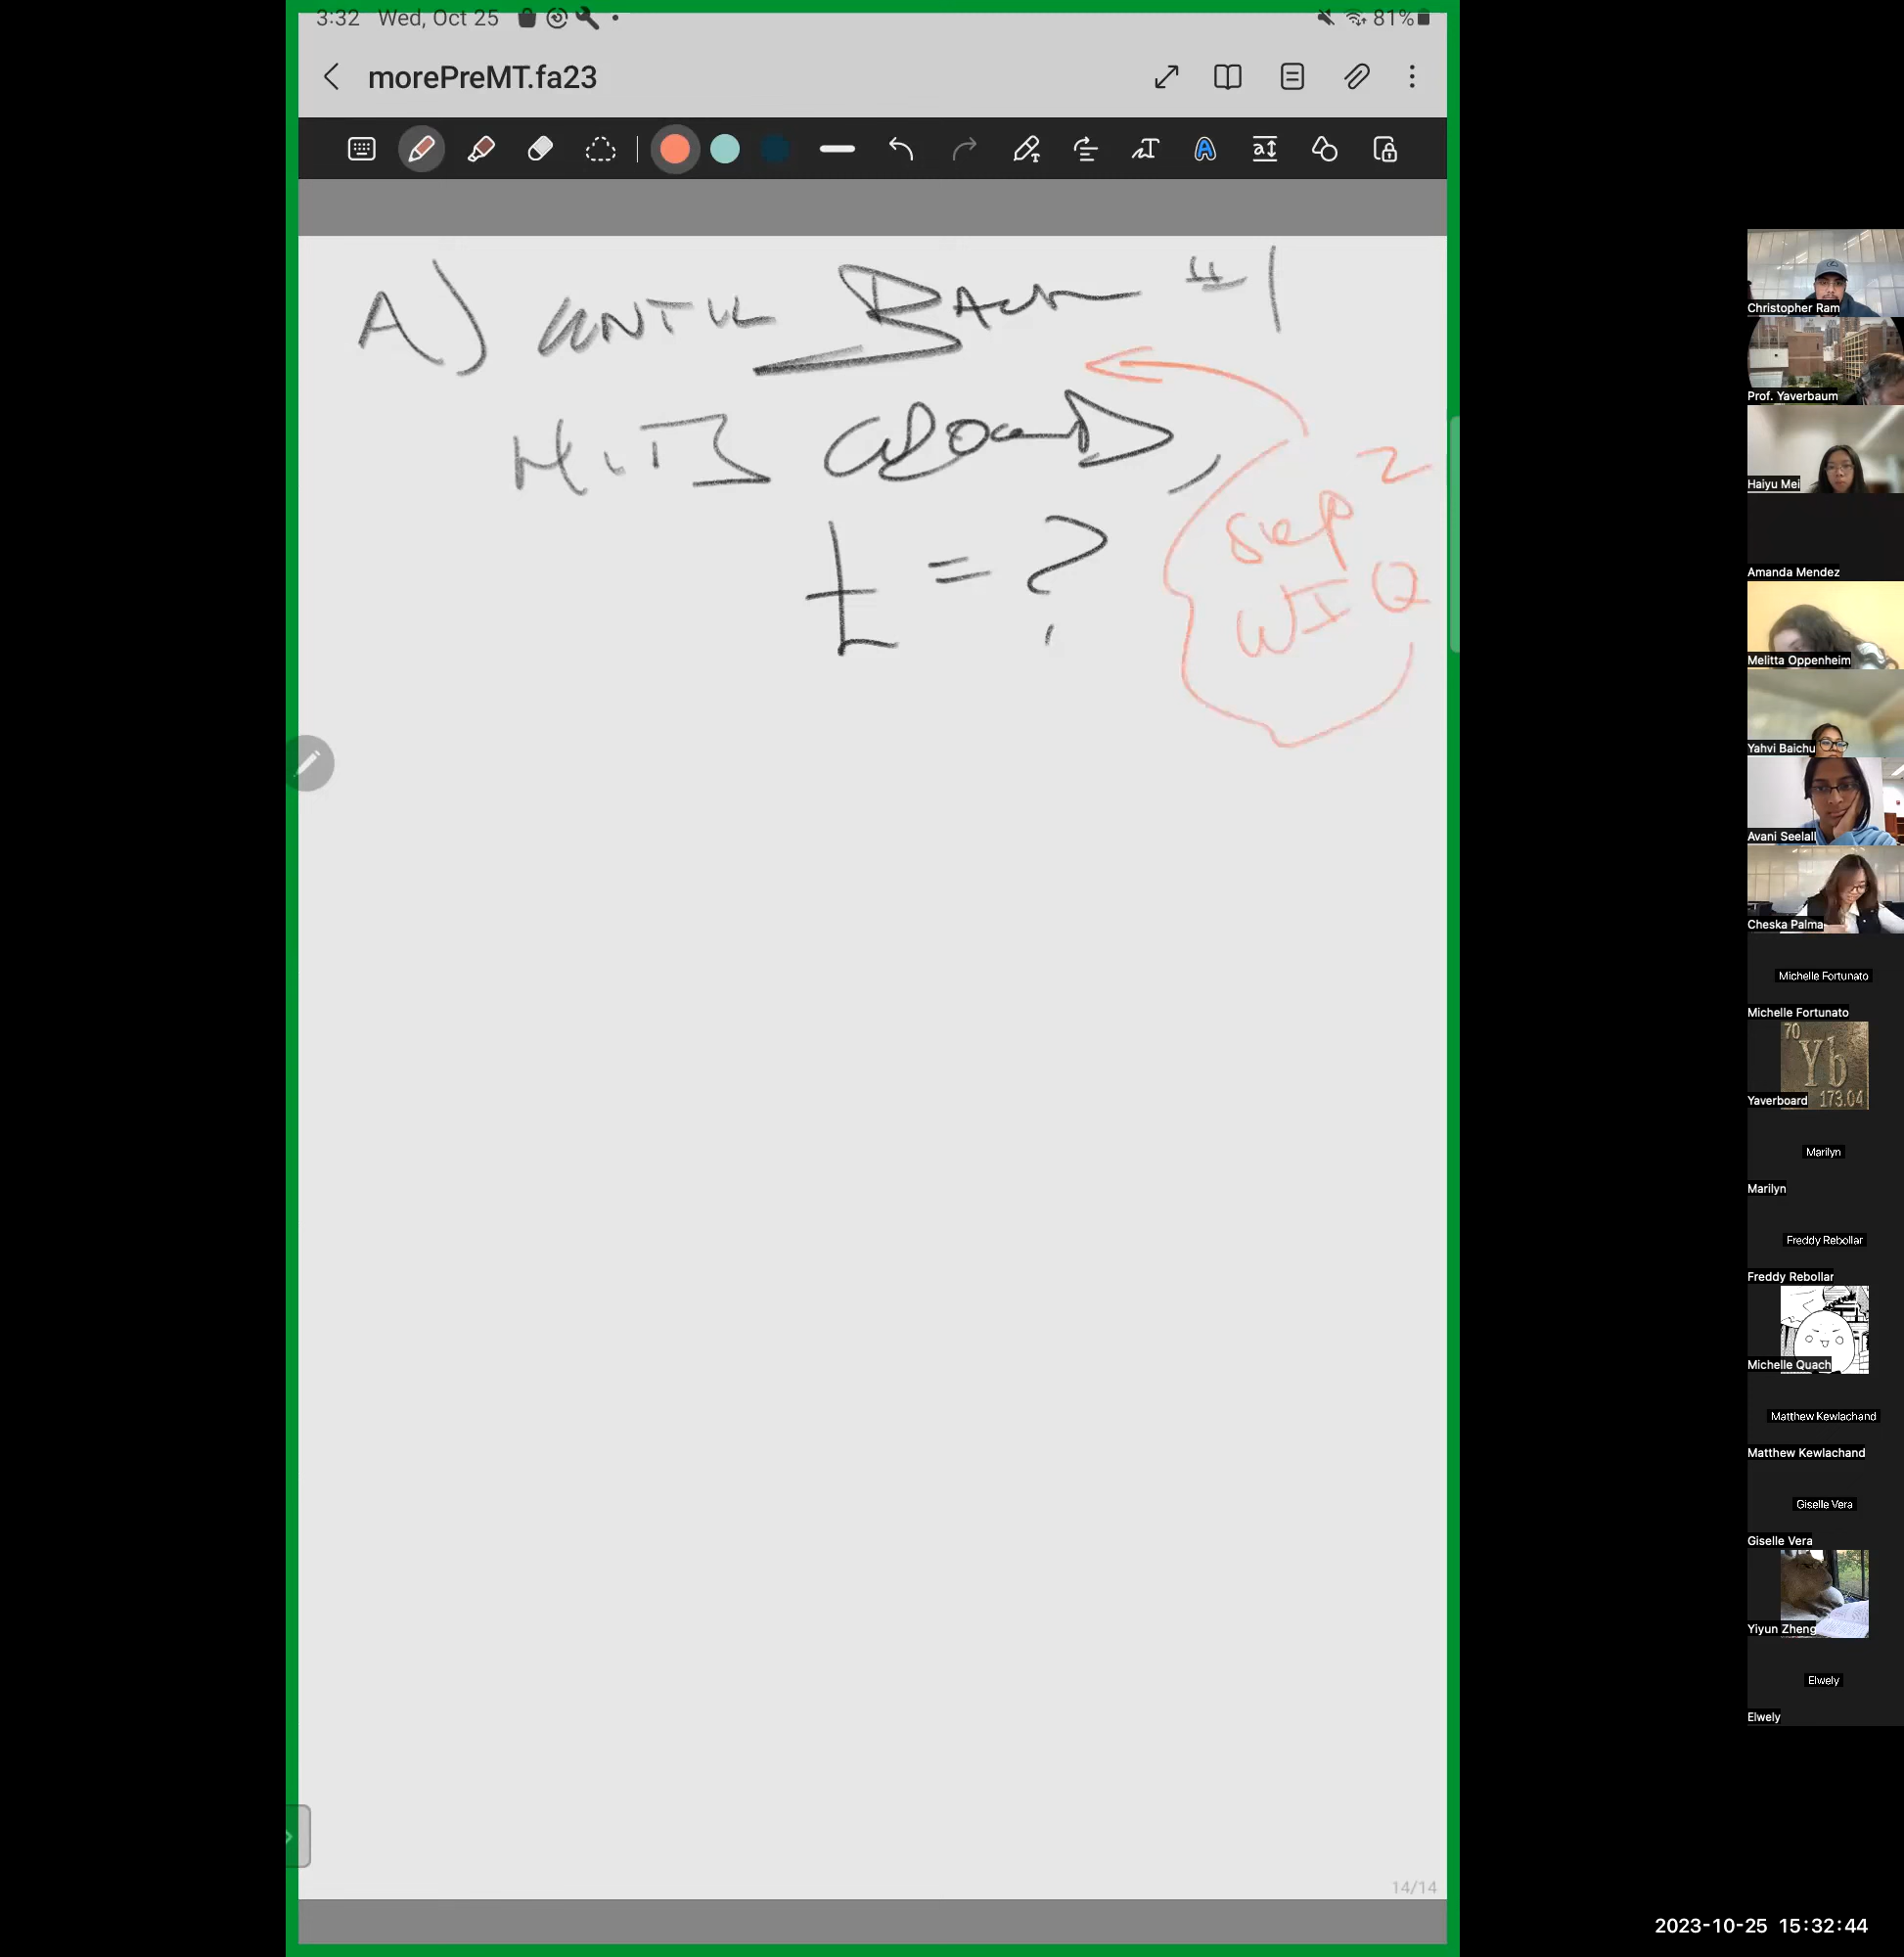 3:32 Wed, Oct 25
81%
morePreMT.fa23
A) UNTIL BALL #1
HITS GROUND,
t = ?
2
SEP
WIQ
14/14
Christopher Ram
Prof. Yaverbaum
Haiyu Mei
Amanda Mendez
Melitta Oppenheim
Yahvi Baichu
Avani Seelall
Cheska Palma
Michelle Fortunato
Michelle Fortunato
70
Yb
173.04
Yaverboard
Marilyn
Marilyn
Freddy Rebollar
Freddy Rebollar
Michelle Quach
Matthew Kewlachand
Matthew Kewlachand
Giselle Vera
Giselle Vera
Yiyun Zheng
Elwely
Elwely
2023-10-25 15:32:44